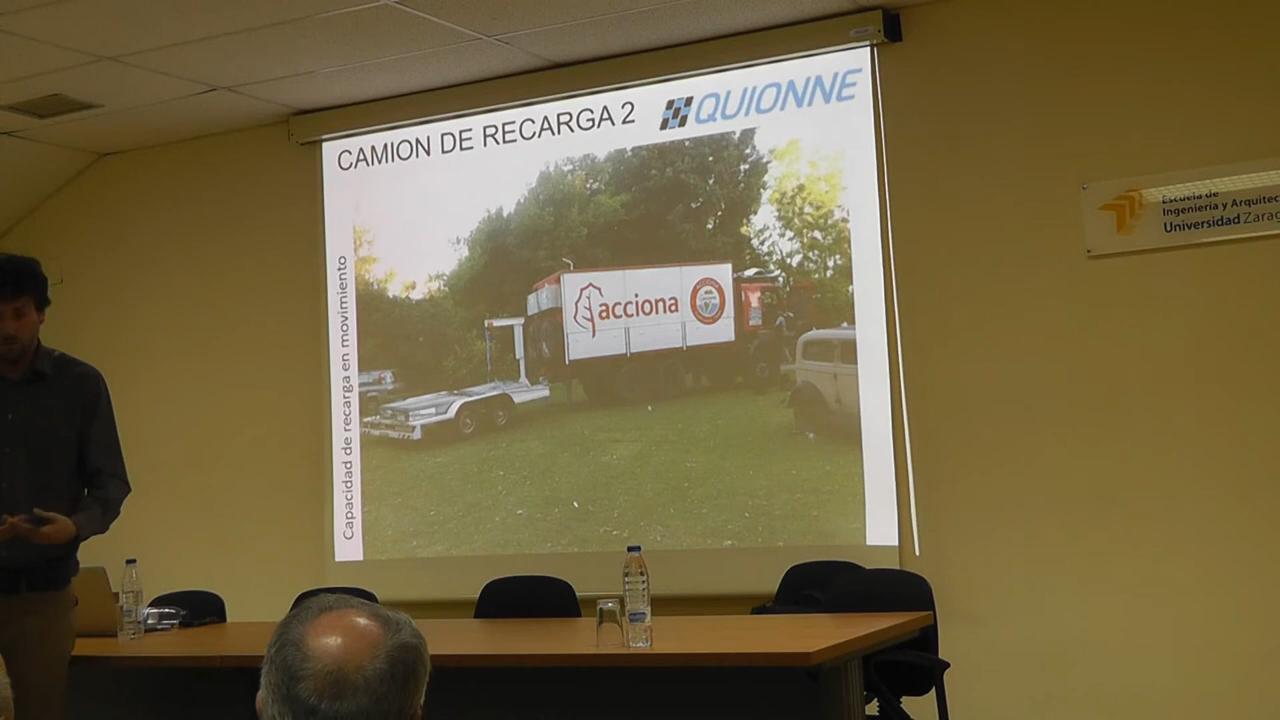 CAMION DE RECARGA 2
QUIONNE
Capacidad de recarga en movimiento
acciona
Escuela de
Ingeniería y Arquitec
Universidad Zarag